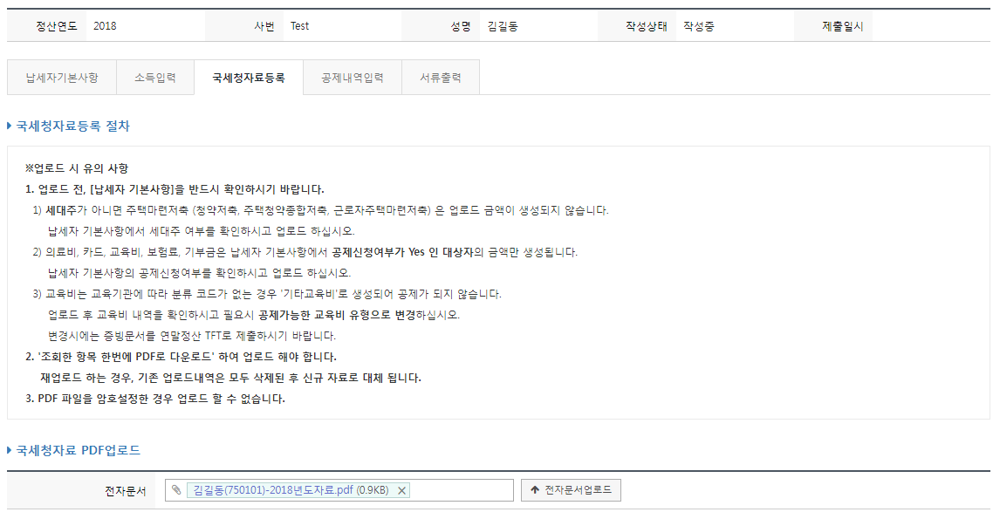 정산연도 2018 사번 Test 성명 김길동 작성상태 작성중 제출일시
납세자기본사항 소득입력 국세청자료등록 공제내역입력 서류출력
국세청자료등록 절차
※업로드 시 유의 사항
1. 업로드 전, [납세자 기본사항]을 반드시 확인하시기 바랍니다.
1) 세대주가 아니면 주택마련저축 (청약저축, 주택청약종합저축, 근로자주택마련저축) 은 업로드 금액이 생성되지 않습니다.
납세자 기본사항에서 세대주 여부를 확인하시고 업로드 하십시오.
2) 의료비, 카드, 교육비, 보험료, 기부금은 납세자 기본사항에서 공제신청여부가 Yes 인 대상자의 금액만 생성됩니다.
납세자 기본사항의 공제신청여부를 확인하시고 업로드 하십시오.
3) 교육비는 교육기관에 따라 분류 코드가 없는 경우 '기타교육비'로 생성되어 공제가 되지 않습니다.
업로드 후 교육비 내역을 확인하시고 필요시 공제가능한 교육비 유형으로 변경하십시오.
변경시에는 증빙문서를 연말정산 TFT로 제출하시기 바랍니다.
2. '조회한 항목 한번에 PDF로 다운로드' 하여 업로드 해야 합니다.
재업로드 하는 경우, 기존 업로드내역은 모두 삭제된 후 신규 자료로 대체 됩니다.
3. PDF 파일을 암호설정한 경우 업로드 할 수 없습니다.
국세청자료 PDF업로드
전자문서 김길동(750101)-2018년도자료.pdf (0.9KB) 전자문서업로드